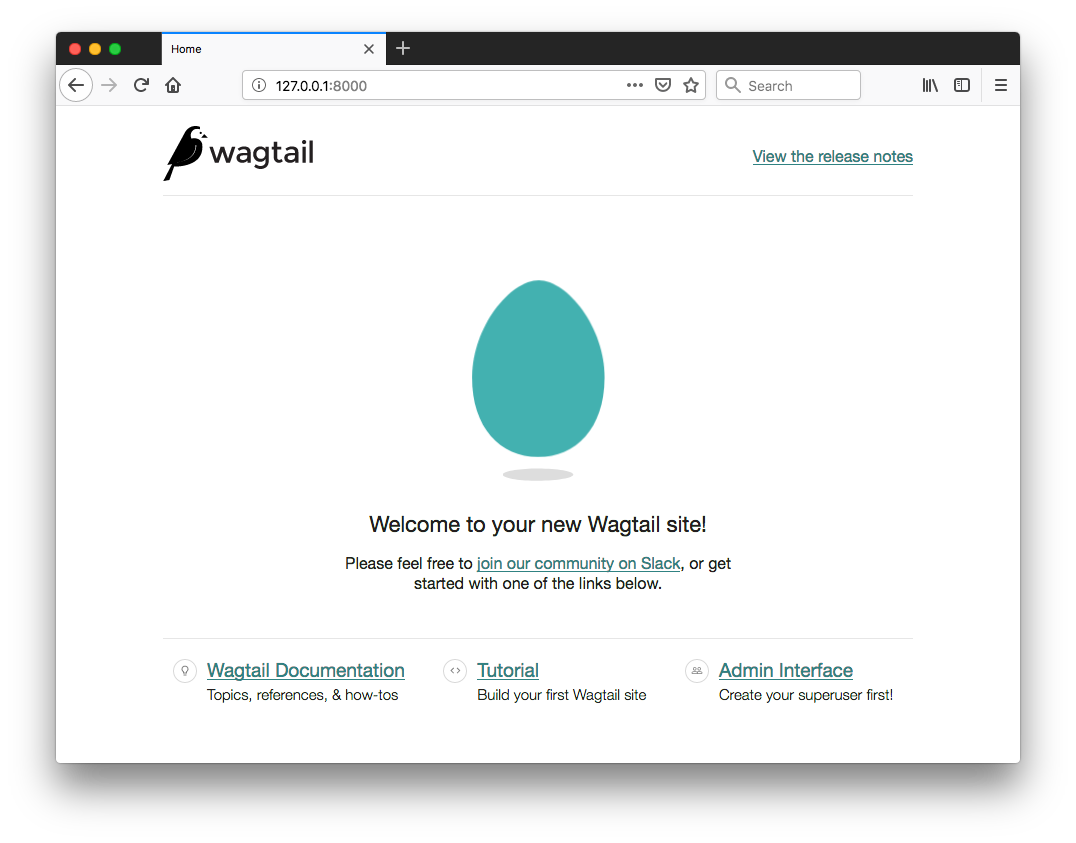 Home
127.0.0.1:8000
Search
wagtail
View the release notes
Welcome to your new Wagtail site!
Please feel free to join our community on Slack, or get
started with one of the links below.
Wagtail Documentation
Topics, references, & how-tos
Tutorial
Build your first Wagtail site
Admin Interface
Create your superuser first!